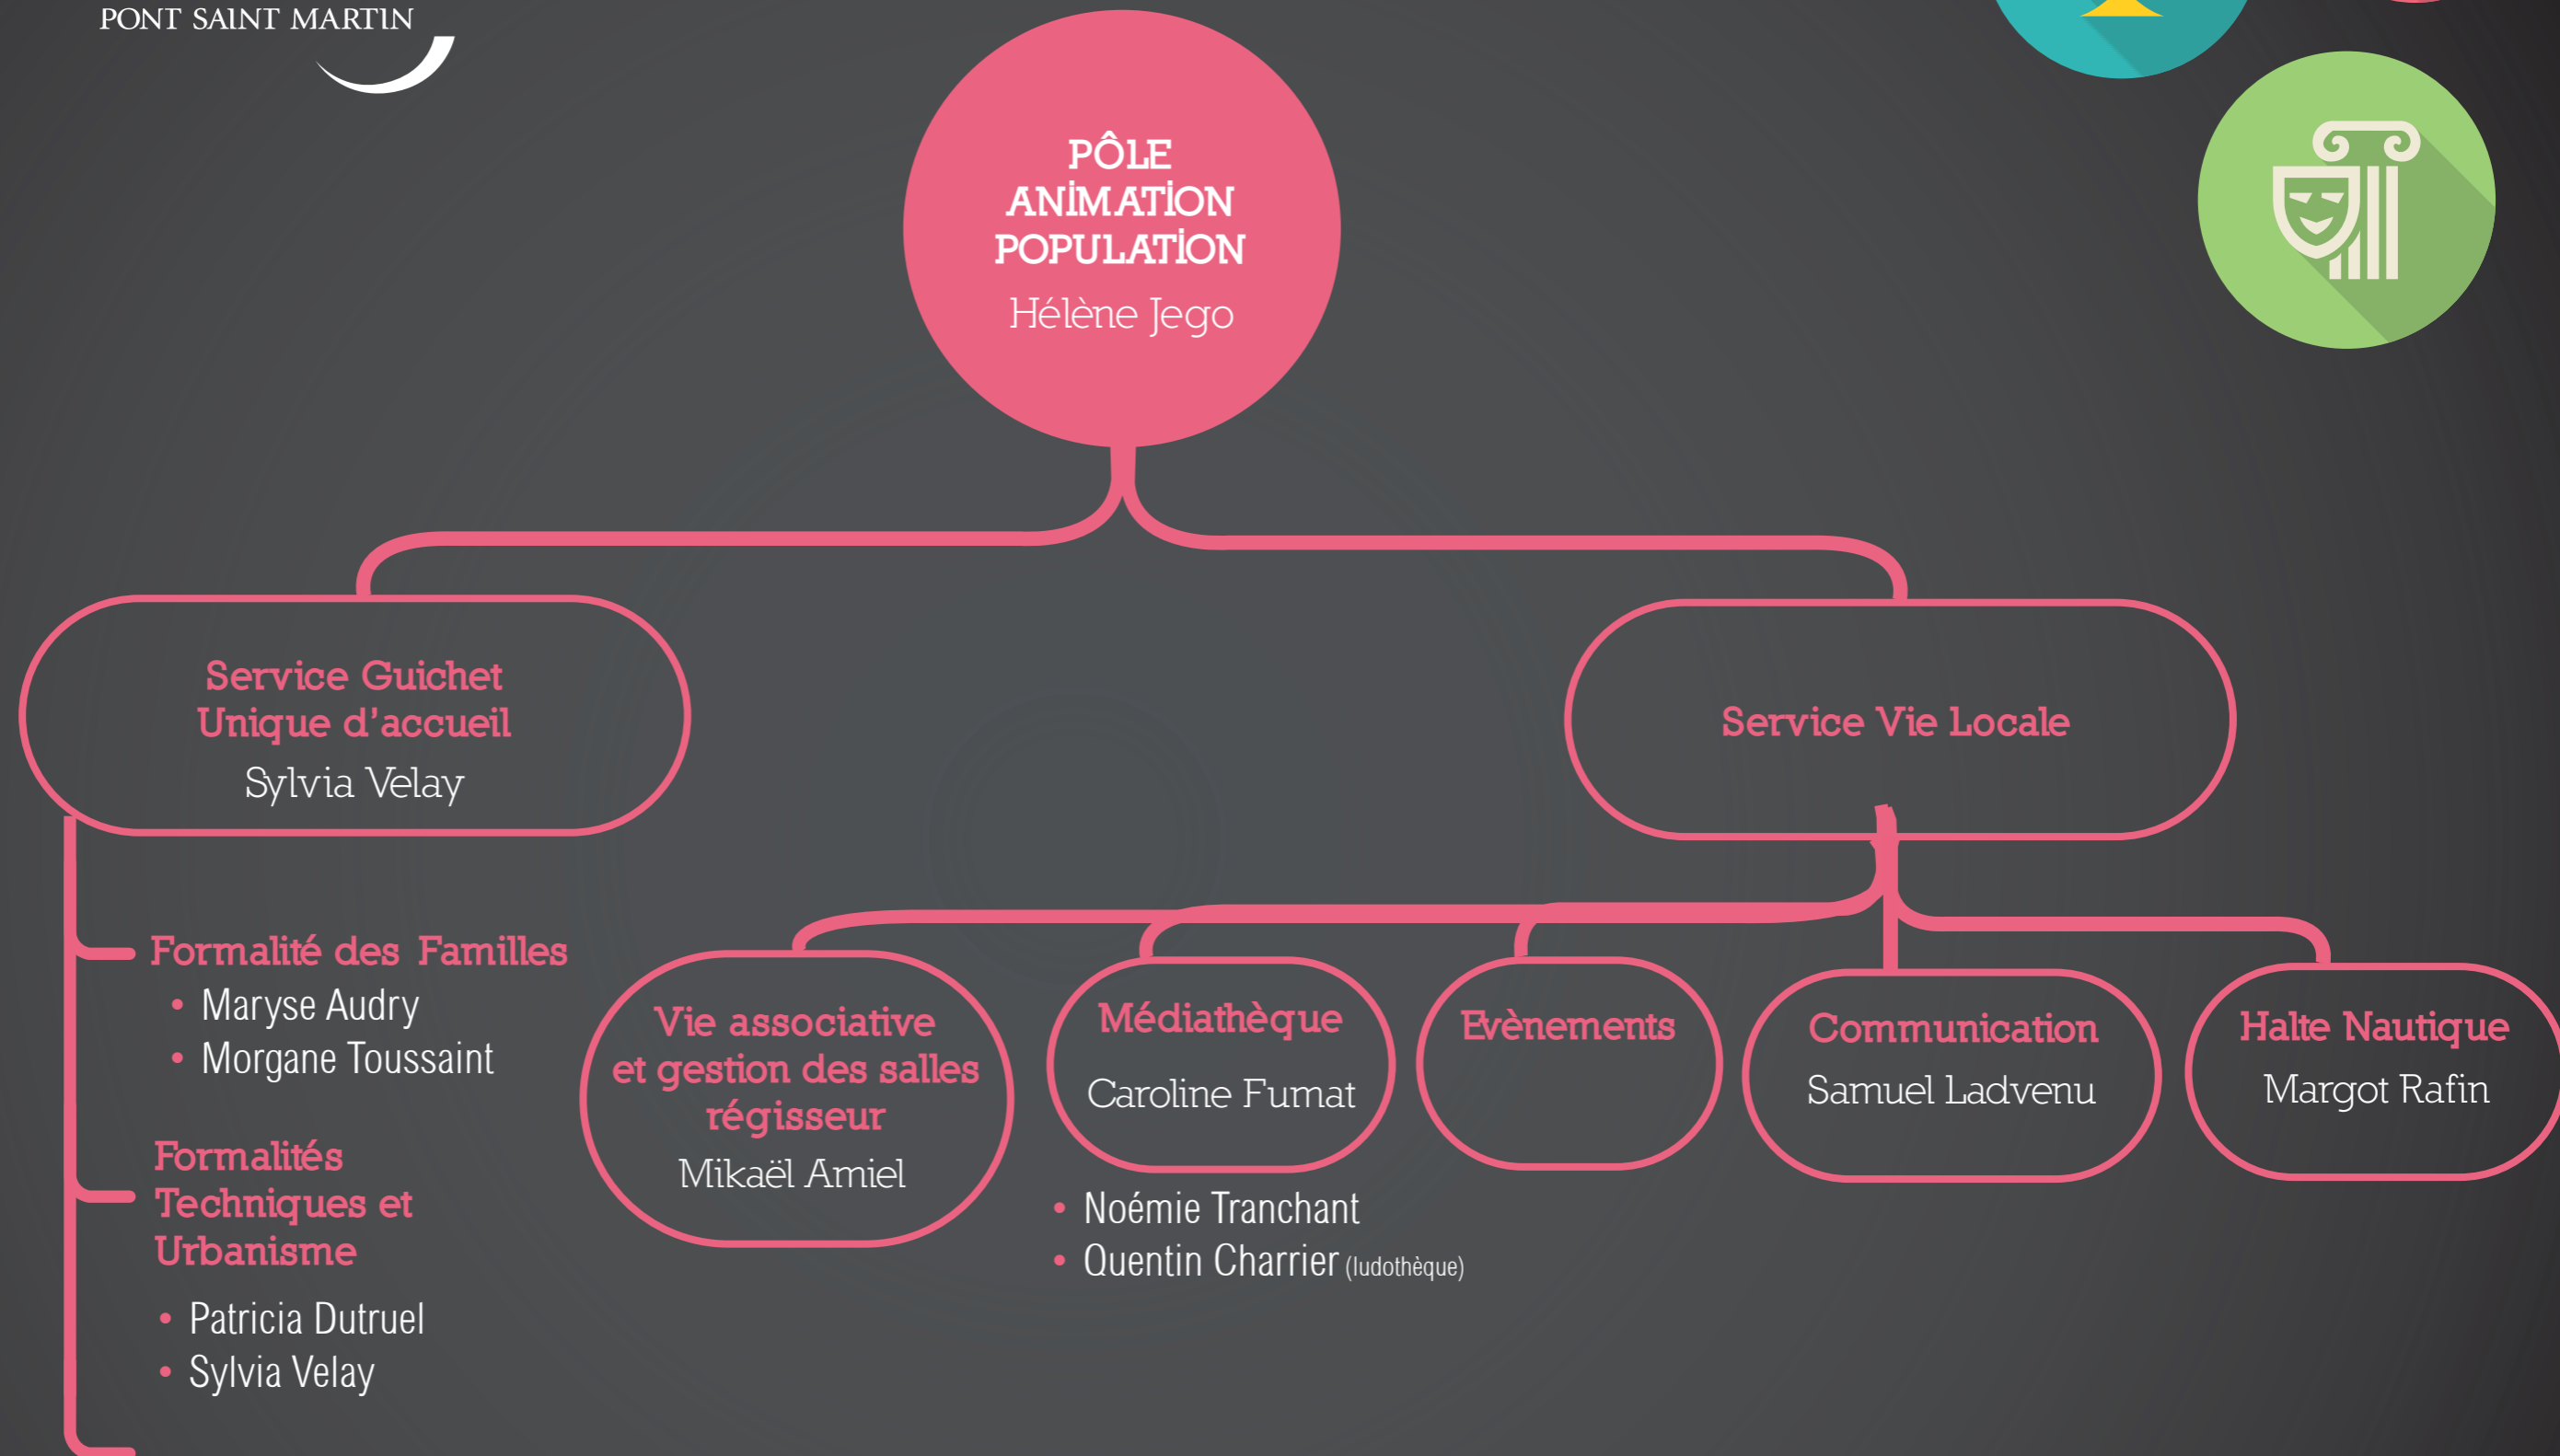 PONT SAINT MARTIN
PÔLE
ANIMATION
POPULATION
Hélène Jego
Service Guichet
Unique d'accueil
Sylvia Velay
Service Vie Locale
Formalité des Familles
• Maryse Audry
• Morgane Toussaint
Formalités
Techniques et
Urbanisme
• Patricia Dutruel
• Sylvia Velay
Vie associative
et gestion des salles
régisseur
Mikaël Amiel
Médiathèque
Caroline Fumat
• Noémie Tranchant
• Quentin Charrier (ludothèque)
Evènements
Communication
Samuel Ladvenu
Halte Nautique
Margot Rafin